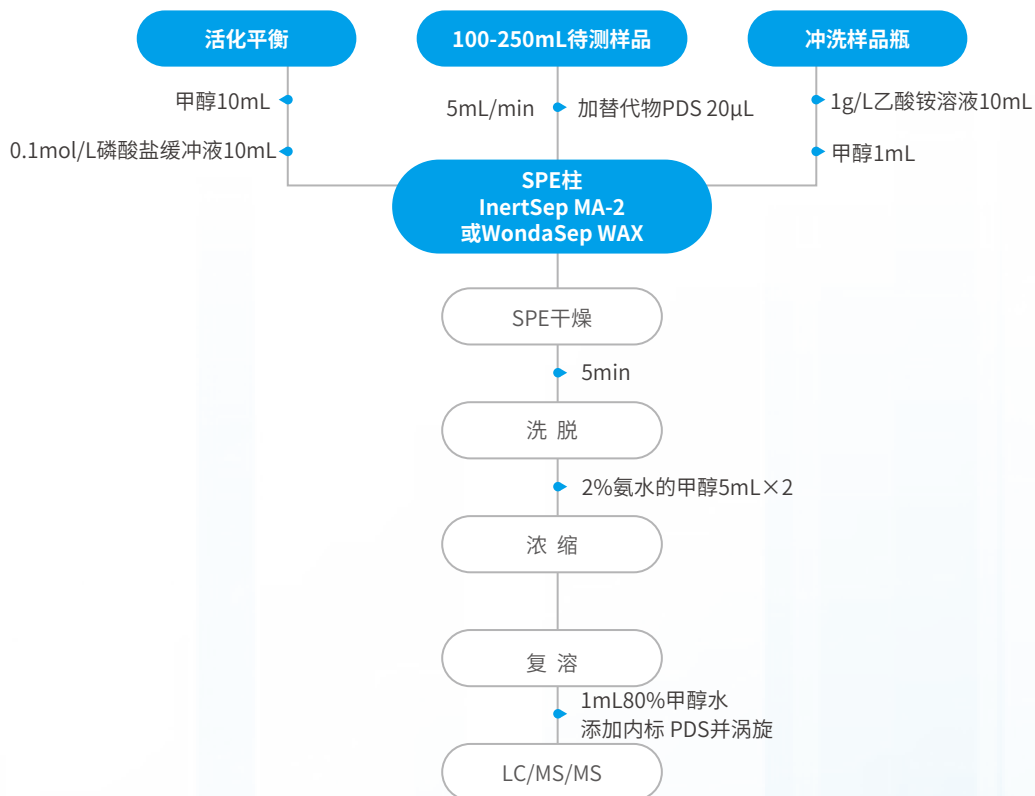 活化平衡
甲醇10mL
0.1mol/L磷酸盐缓冲液10mL
100-250mL待测样品
5mL/min
加替代物PDS 20μL
冲洗样品瓶
1g/L乙酸铵溶液10mL
甲醇1mL
SPE柱
InertSep MA-2
或WondaSep WAX
SPE干燥
5min
洗 脱
2%氨水的甲醇5mL×2
浓 缩
复 溶
1mL80%甲醇水
添加内标 PDS并涡旋
LC/MS/MS